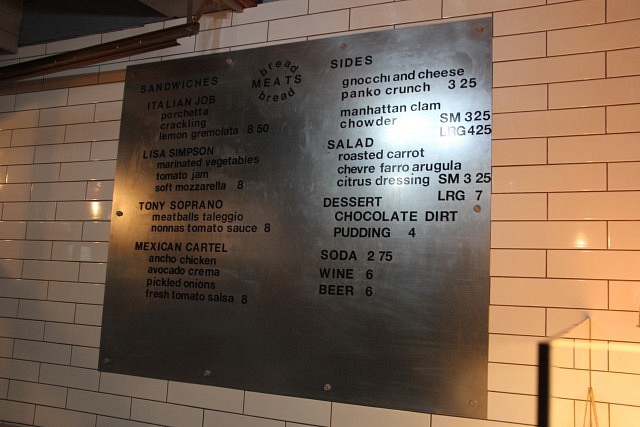 bread
MEATS
bread
SANDWICHES
ITALIAN JOB
porchetta
crackling
lemon gremolata 8 50
LISA SIMPSON
marinated vegetables
tomato jam
soft mozzarella 8
TONY SOPRANO
meatballs taleggio
nonnas tomato sauce 8
MEXICAN CARTEL
ancho chicken
avocado crema
pickled onions
fresh tomato salsa 8
SIDES
gnocchi and cheese
panko crunch 3 25
manhattan clam
chowder SM 325
LRG 425
SALAD
roasted carrot
chevre farro arugula
citrus dressing SM 3 25
LRG 7
DESSERT
CHOCOLATE DIRT
PUDDING 4
SODA 2 75
WINE 6
BEER 6